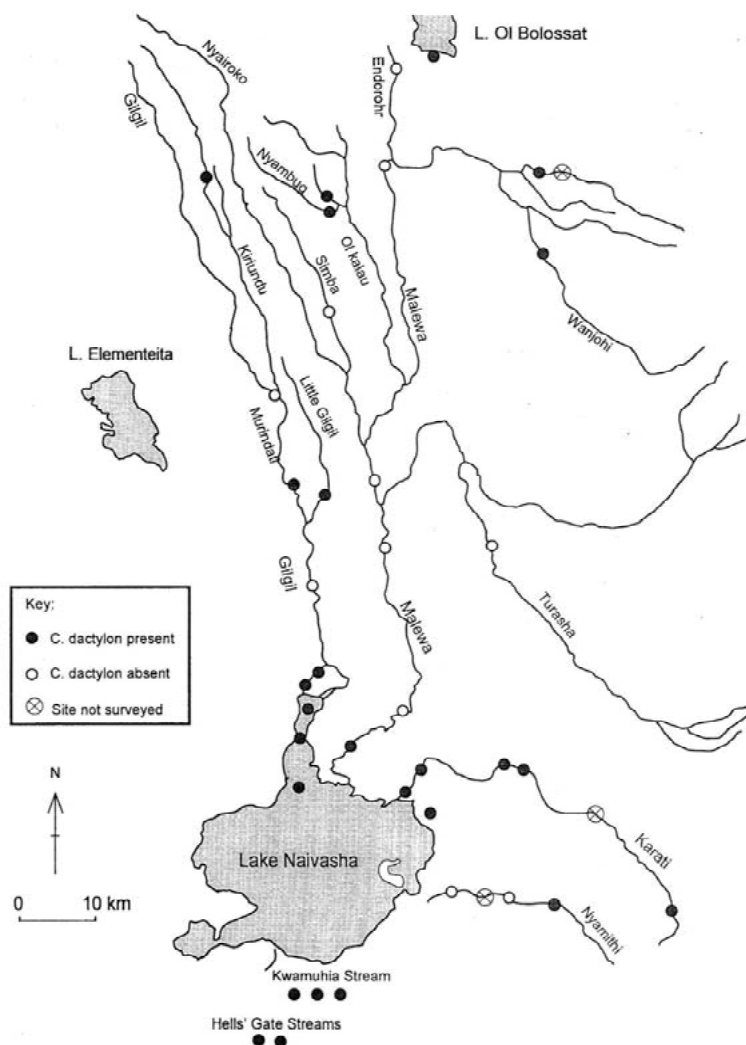 L. Ol Bolossat
Nyairoko
Endorohr
Gilgil
Nyambug
Kiriundu
Simba
Ol kalau
Malewa
Wanjohi
L. Elementeita
Little Gilgil
Murindati
Gilgil
Malewa
Turasha
Key:
C. dactylon present
C. dactylon absent
Site not surveyed
N
0 10 km
Lake Naivasha
Karati
Nyamithi
Kwamuhia Stream
Hells' Gate Streams